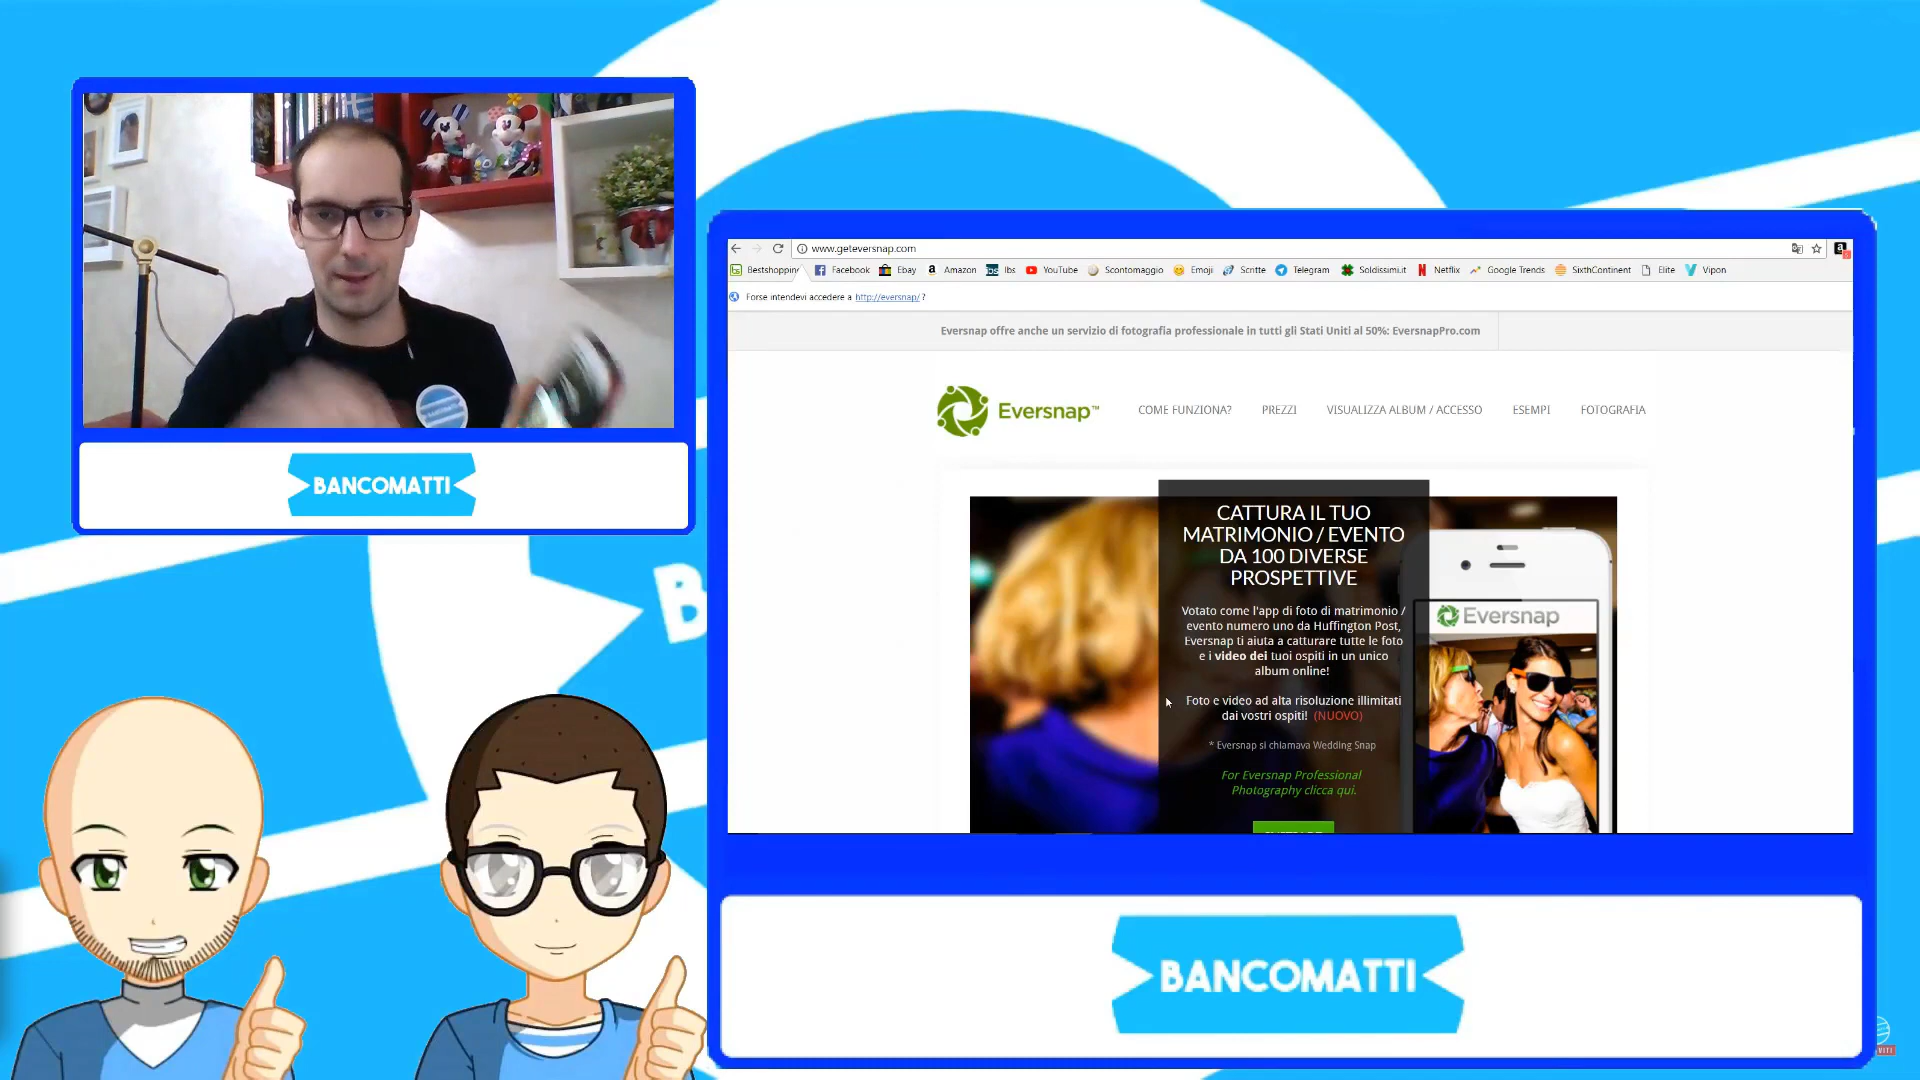 BANCOMATTI
www.geteversnap.com
Bestshopping Facebook Ebay Amazon Ibs YouTube Scontomaggio Emoji Scritte Telegram Soldissimi.it Netflix Google Trends SixthContinent Elite Vipon
Forse intendevi accedere a http://eversnap/ ?
Eversnap offre anche un servizio di fotografia professionale in tutti gli Stati Uniti al 50%: EversnapPro.com
Eversnap™ COME FUNZIONA? PREZZI VISUALIZZA ALBUM / ACCESSO ESEMPI FOTOGRAFIA
CATTURA IL TUO
MATRIMONIO / EVENTO
DA 100 DIVERSE
PROSPETTIVE
Votato come l'app di foto di matrimonio /
evento numero uno da Huffington Post,
Eversnap ti aiuta a catturare tutte le foto
e i video dei tuoi ospiti in un unico
album online!
Foto e video ad alta risoluzione illimitati
dai vostri ospiti! (NUOVO)
* Eversnap si chiamava Wedding Snap
For Eversnap Professional
Photography clicca qui.
Eversnap
B
BANCOMATTI